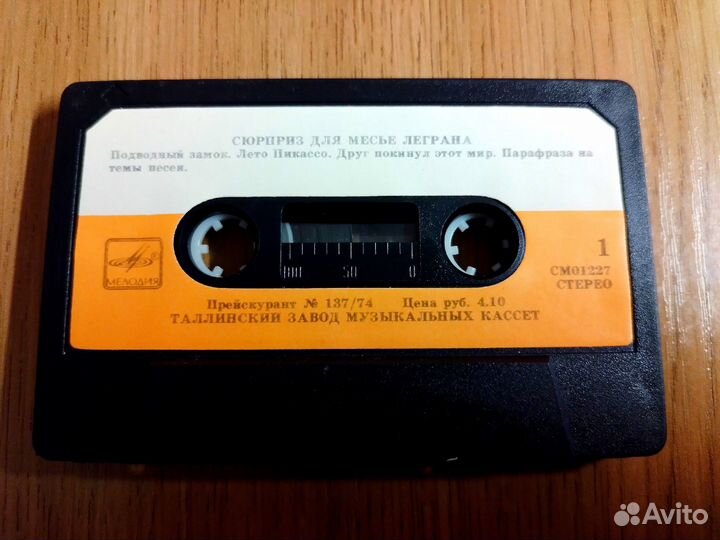 СЮРПРИЗ ДЛЯ МЕСЬЕ ЛЕГРАНА
Подводный замок. Лето Пикассо. Друг покинул этот мир. Парафраза на
темы песен.
МЕЛОДИЯ
100 50 0
1
СМ01227
СТЕРЕО
Прейскурант № 137/74 Цена руб. 4.10
ТАЛЛИНСКИЙ ЗАВОД МУЗЫКАЛЬНЫХ КАССЕТ
Avito